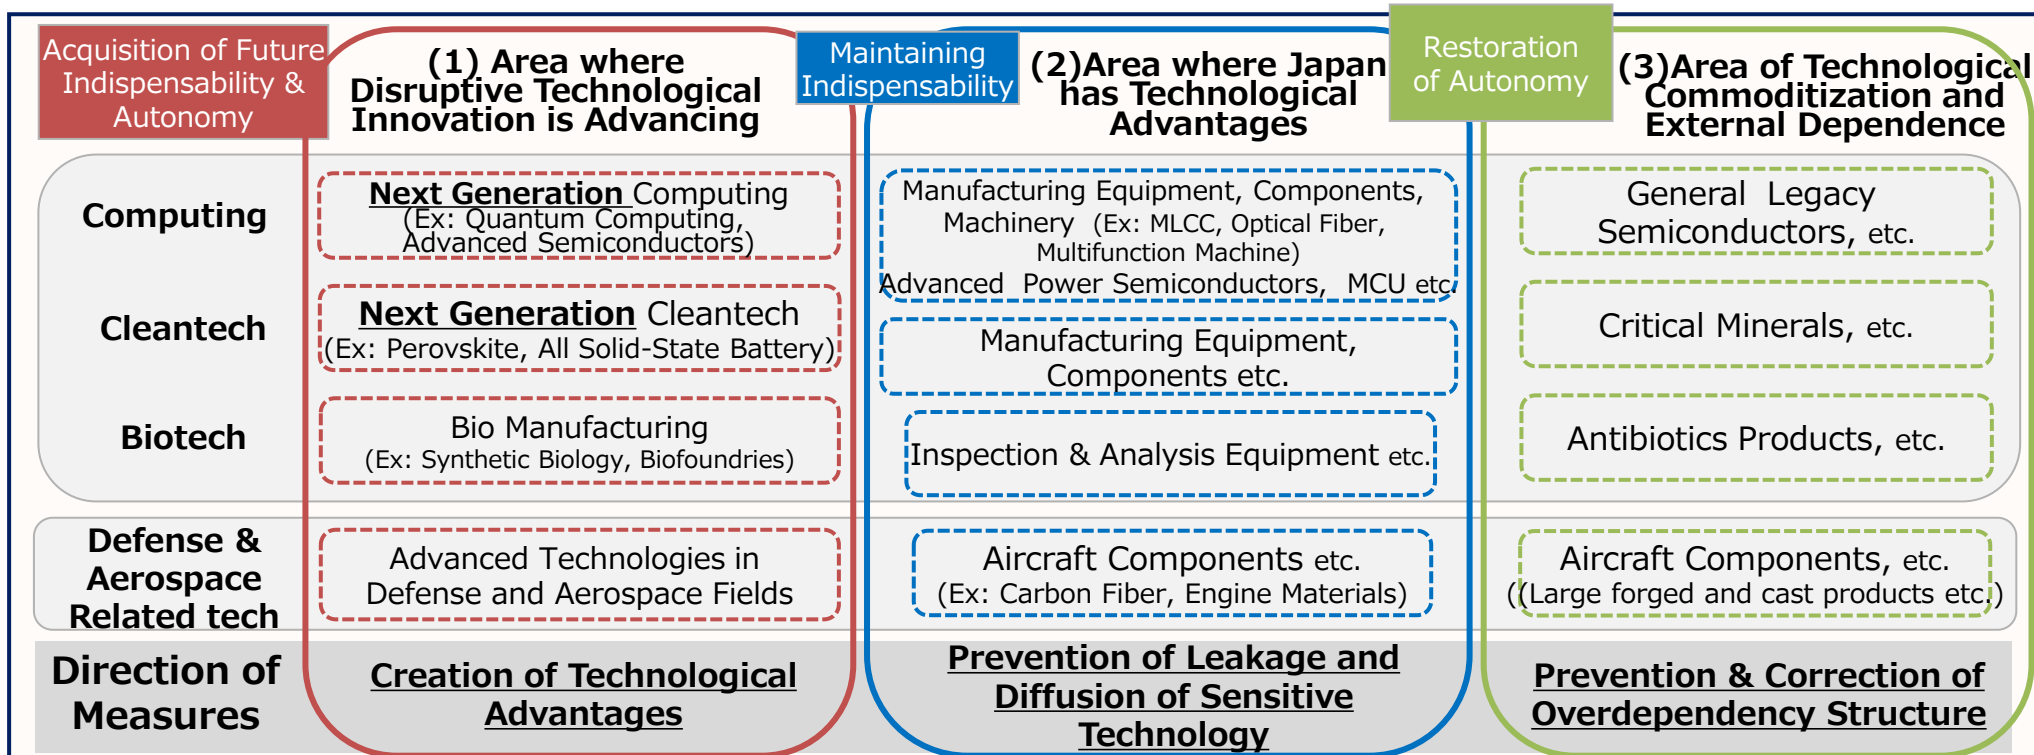 Acquisition of Future
Indispensability &
Autonomy
(1) Area where
Disruptive Technological
Innovation is Advancing
Maintaining
Indispensability
(2)Area where Japan
has Technological
Advantages
Restoration
of Autonomy
(3)Area of Technological
Commoditization and
External Dependence
Computing
Next Generation Computing
(Ex: Quantum Computing,
Advanced Semiconductors)
Manufacturing Equipment, Components,
Machinery (Ex: MLCC, Optical Fiber,
Multifunction Machine)
Advanced Power Semiconductors, MCU etc.
General Legacy
Semiconductors, etc.
Cleantech
Next Generation Cleantech
(Ex: Perovskite, All Solid-State Battery)
Manufacturing Equipment,
Components etc.
Critical Minerals, etc.
Biotech
Bio Manufacturing
(Ex: Synthetic Biology, Biofoundries)
Inspection & Analysis Equipment etc.
Antibiotics Products, etc.
Defense &
Aerospace
Related tech
Advanced Technologies in
Defense and Aerospace Fields
Aircraft Components etc.
(Ex: Carbon Fiber, Engine Materials)
Aircraft Components, etc.
((Large forged and cast products etc.)
Direction of
Measures
Creation of Technological
Advantages
Prevention of Leakage and
Diffusion of Sensitive
Technology
Prevention & Correction of
Overdependency Structure